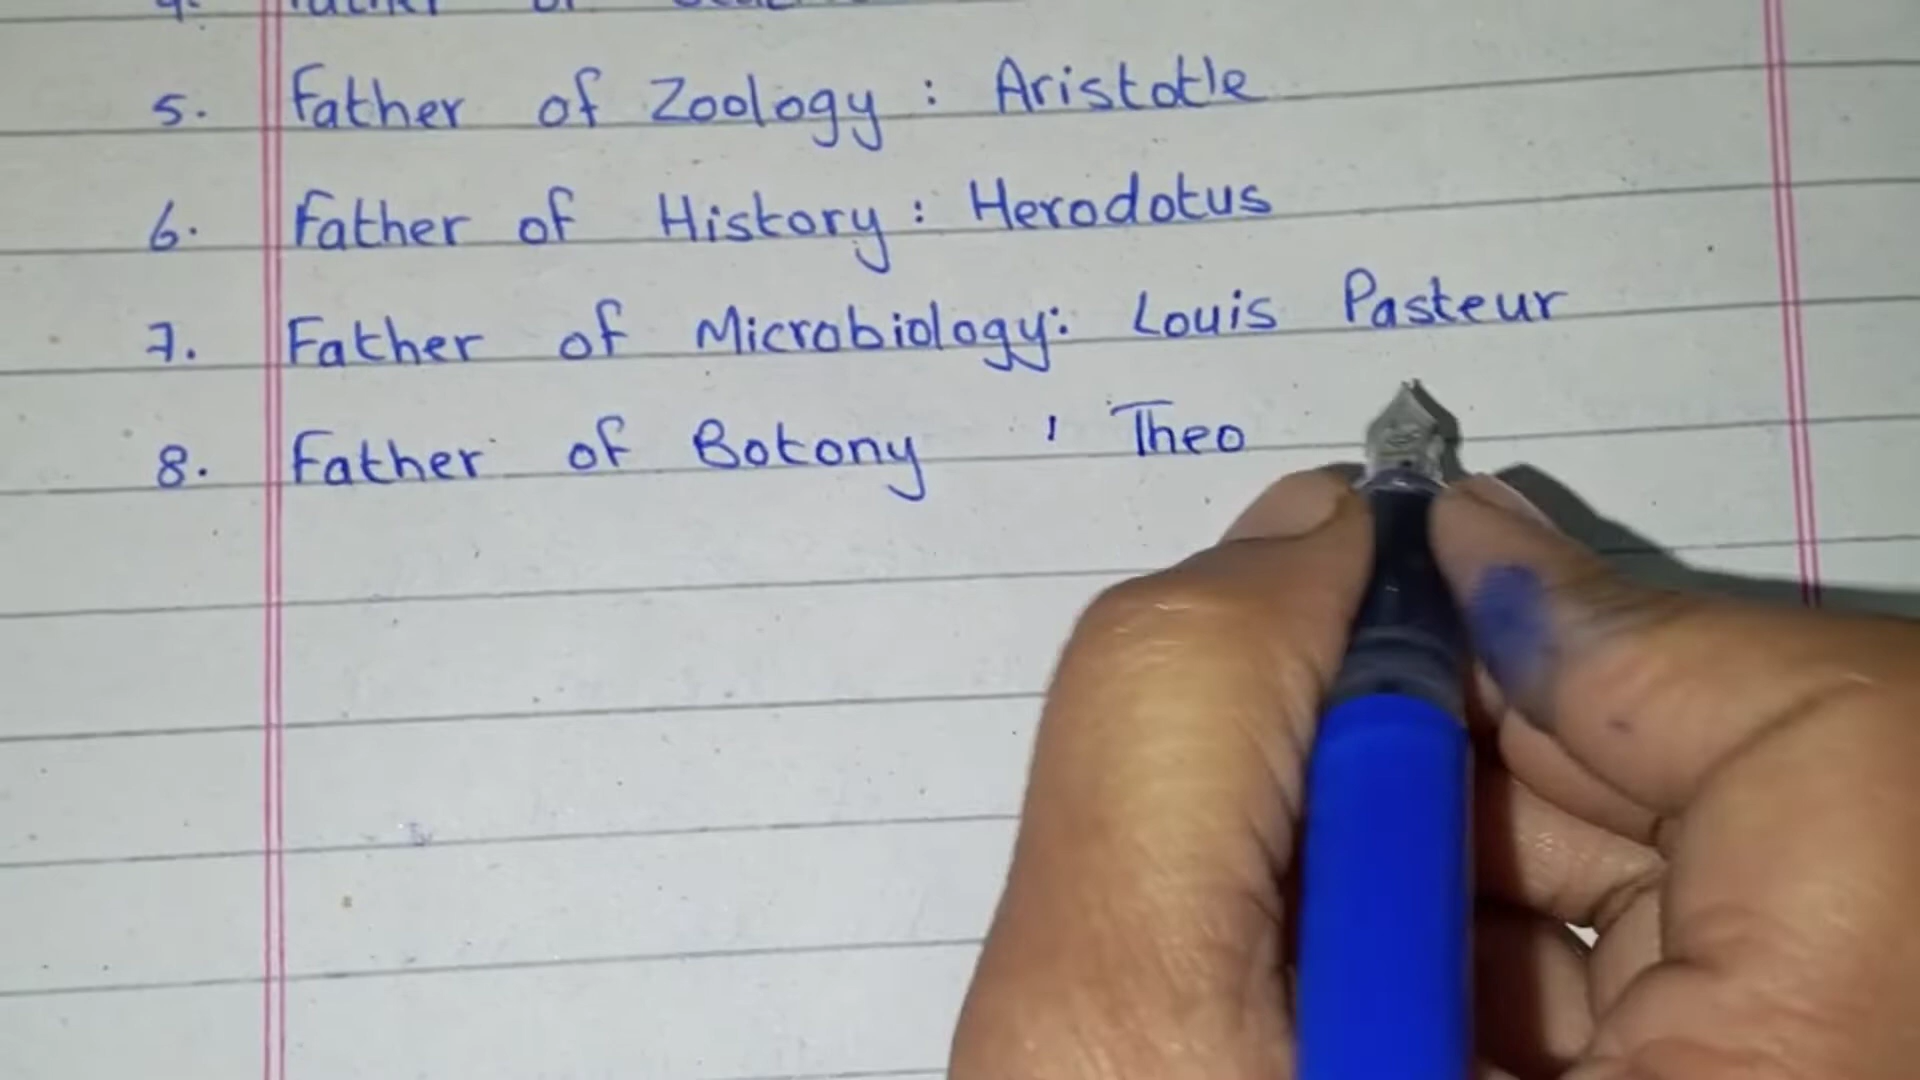 5. Father of Zoology : Aristotle
6. Father of History : Herodotus
7. Father of Microbiology: Louis Pasteur
8. Father of Botony : Theo